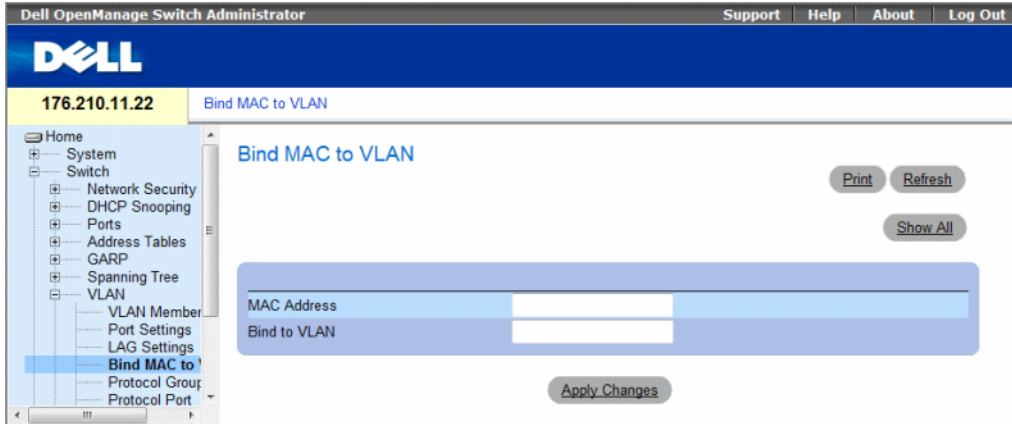 Dell OpenManage Switch Administrator
Support Help About Log Out
DELL
176.210.11.22
Bind MAC to VLAN
Home
System
Switch
Network Security
DHCP Snooping
Ports
Address Tables
GARP
Spanning Tree
VLAN
VLAN Member
Port Settings
LAG Settings
Bind MAC to
Protocol Group
Protocol Port
Bind MAC to VLAN
Print Refresh
Show All
MAC Address
Bind to VLAN
Apply Changes